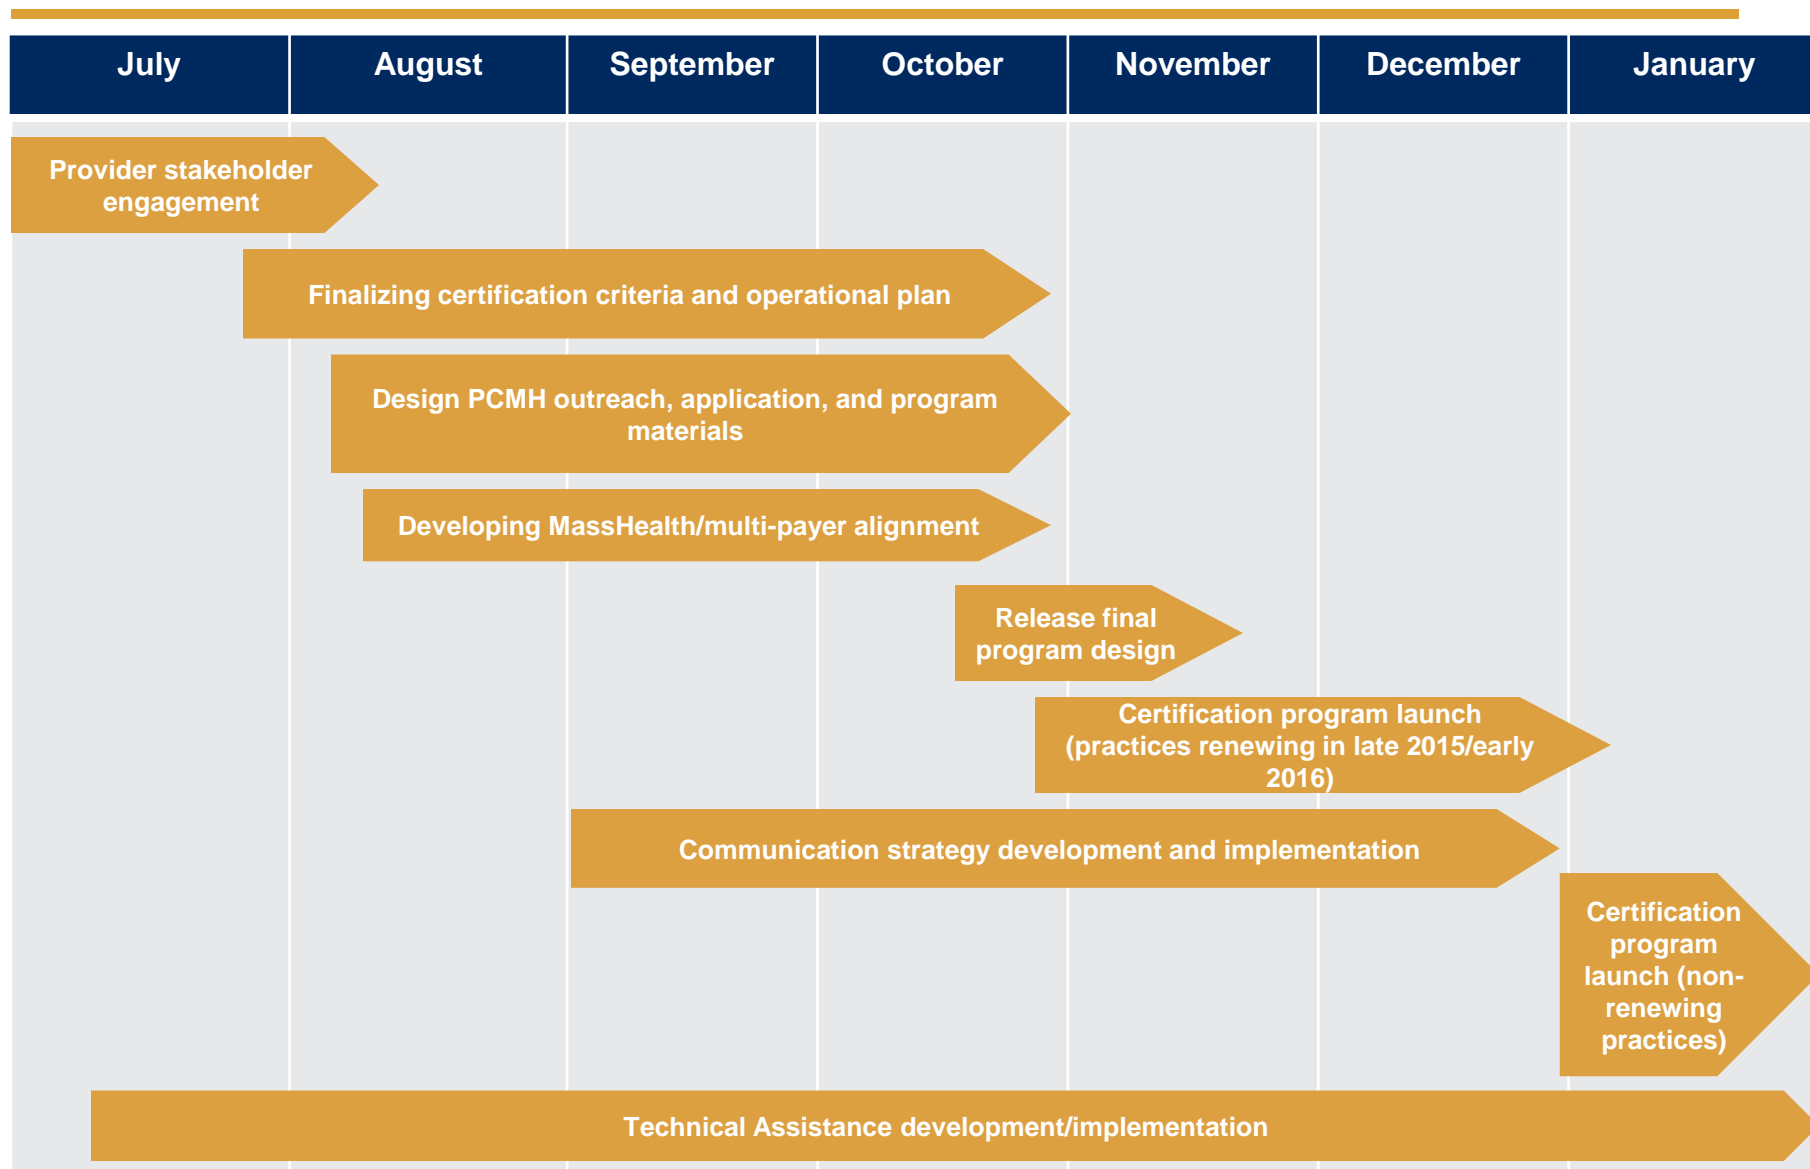 July August September October November December January
Provider stakeholder
engagement
Finalizing certification criteria and operational plan
Design PCMH outreach, application, and program
materials
Developing MassHealth/multi-payer alignment
Release final
program design
Certification program launch
(practices renewing in late 2015/early
2016)
Communication strategy development and implementation
Certification
program
launch (non-
renewing
practices)
Technical Assistance development/implementation